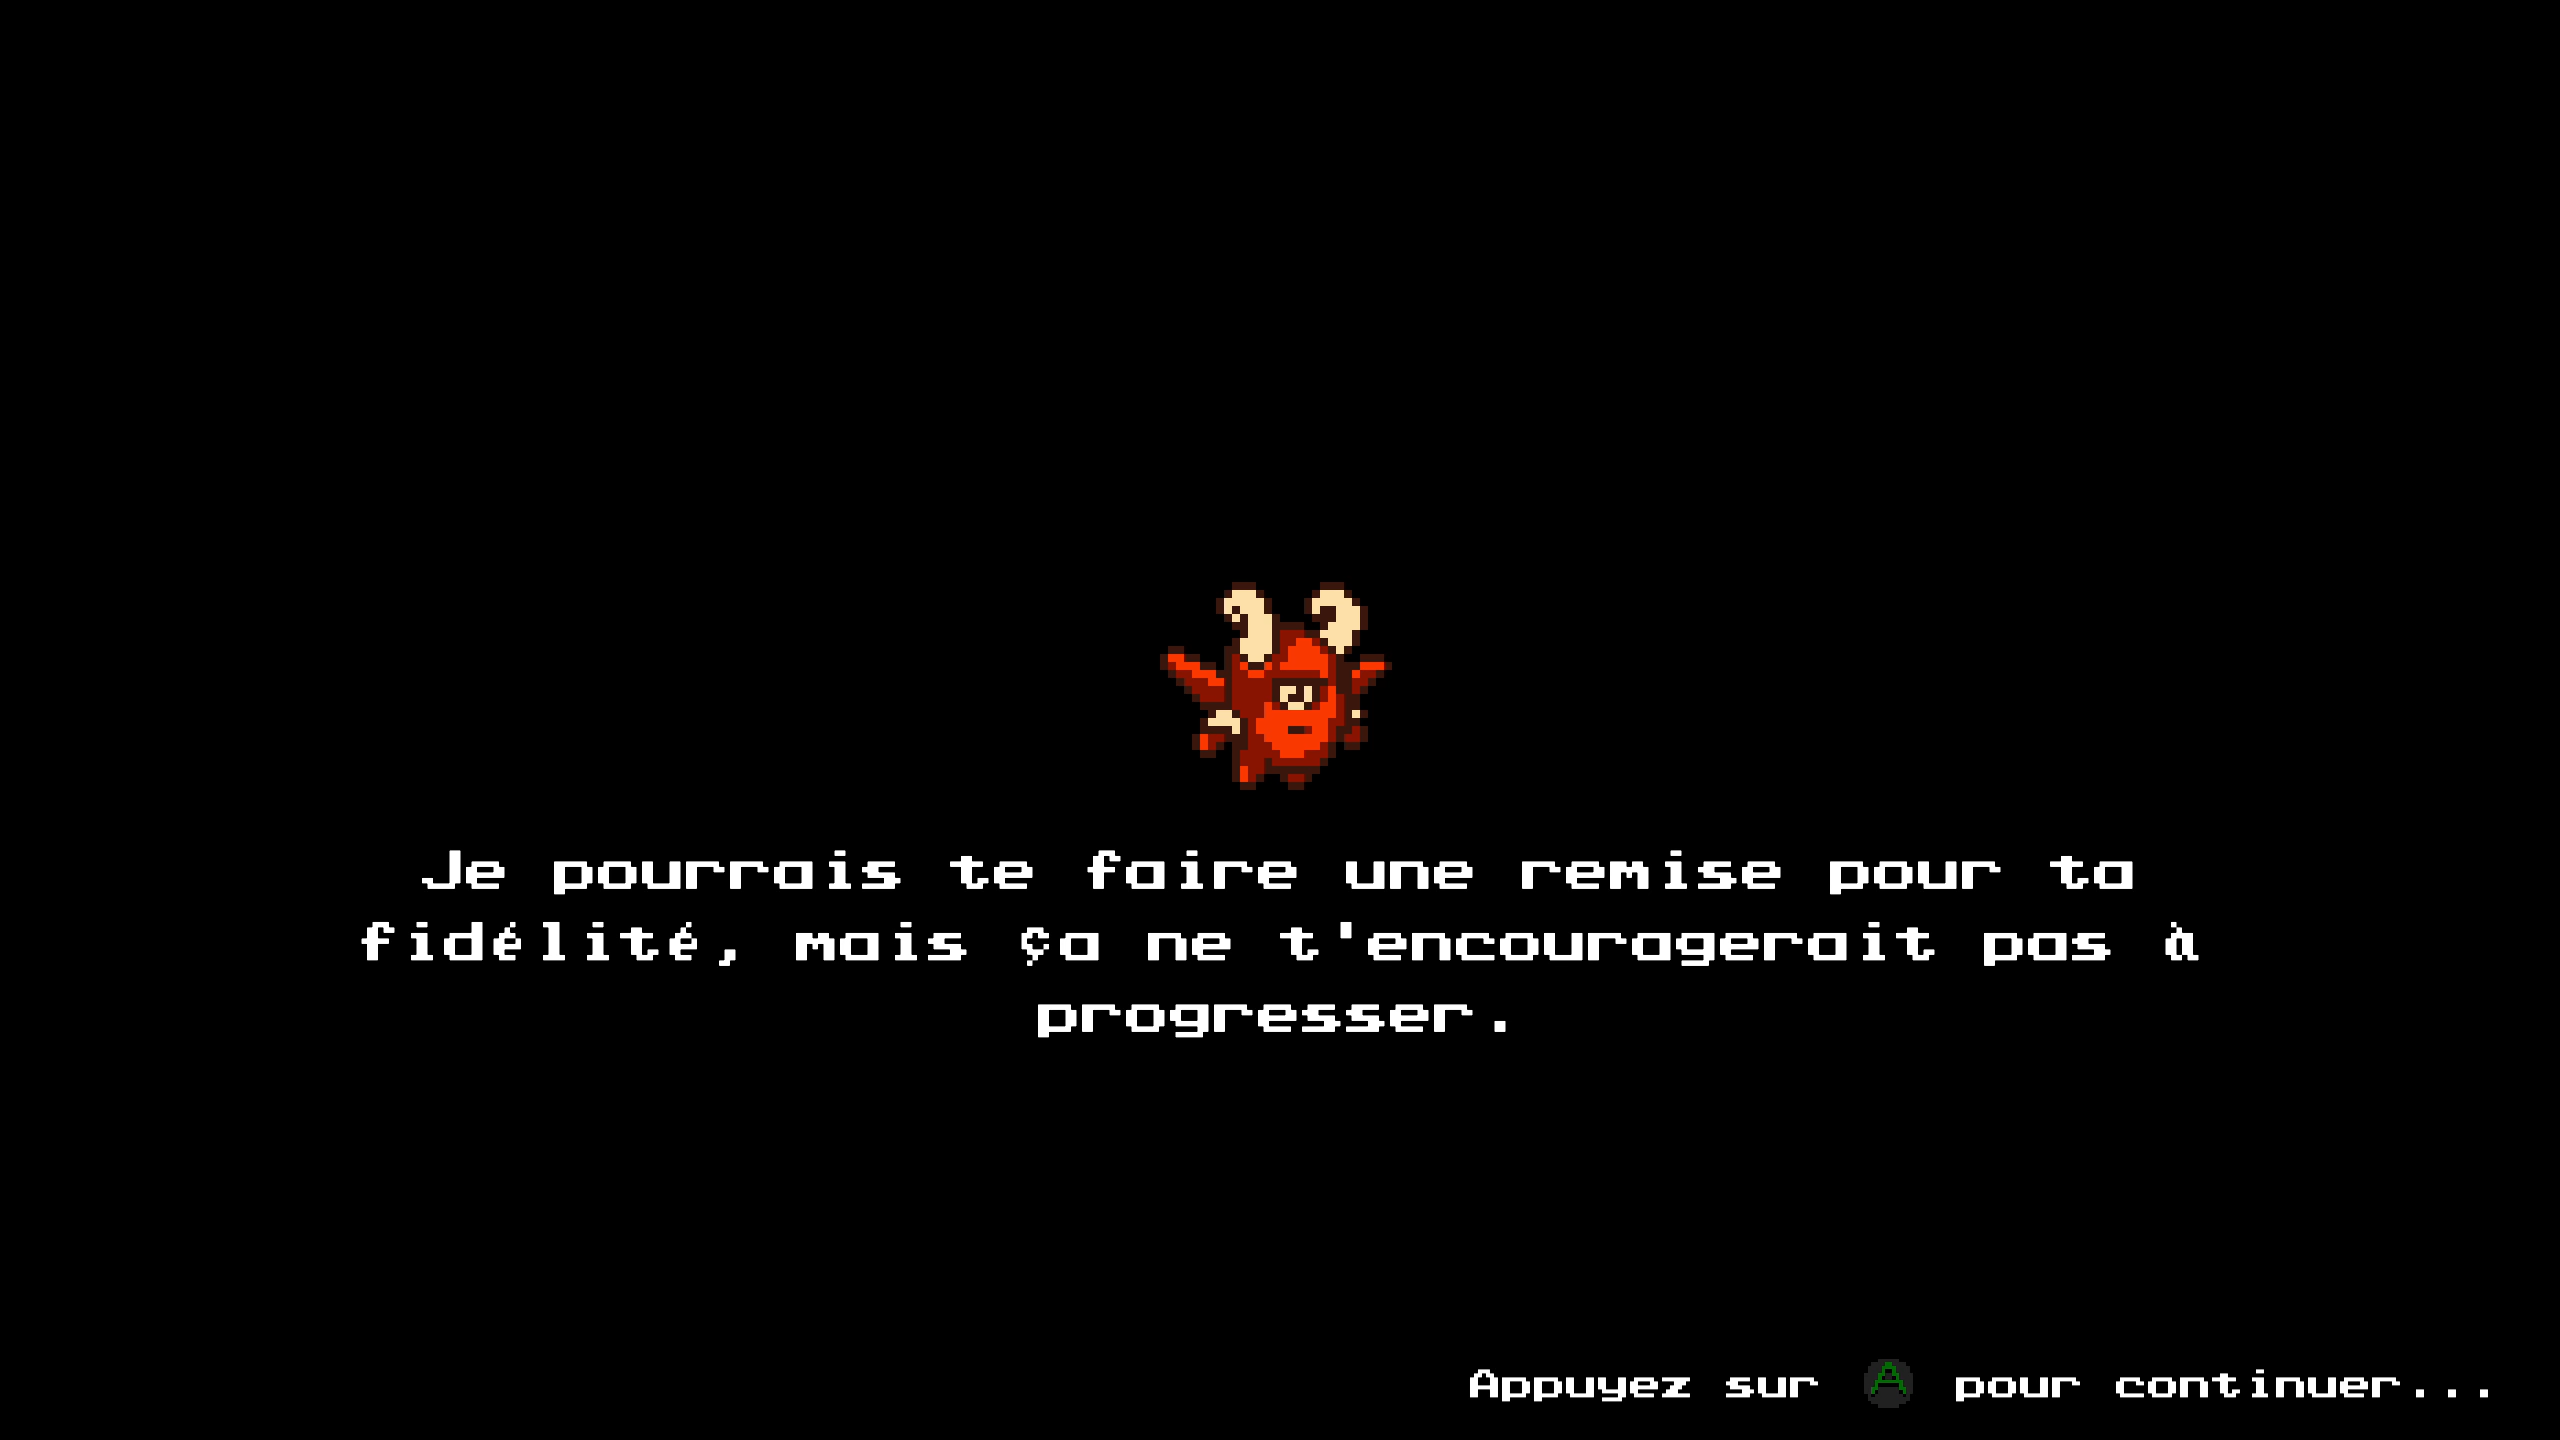 Je pourrais te faire une remise pour ta
fidélité, mais ça ne t'encouragerait pas à
progresser.
Appuyez sur A pour continuer...